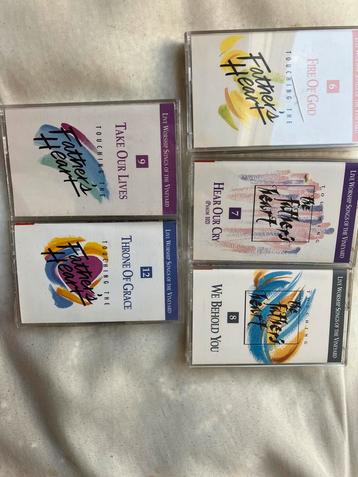 LIVE WORSHIP SONGS OF THE VINEYARD
9
TAKE OUR LIVES
TOUCHING THE
Father's
Heart
LIVE WORSHIP SONGS OF THE VINEYARD
12
THRONE OF GRACE
TOUCHING THE
Father's
Heart
6
FIRE OF GOD
TOUCHING THE
Father's
Heart
LIVE WORSHIP SONGS OF THE VINEYARD
7
HEAR OUR CRY
(PSALM 102)
The Father's
Heart
LIVE WORSHIP SONGS OF THE VINEYARD
8
WE BEHOLD YOU
TOUCHING
The Father's
Heart